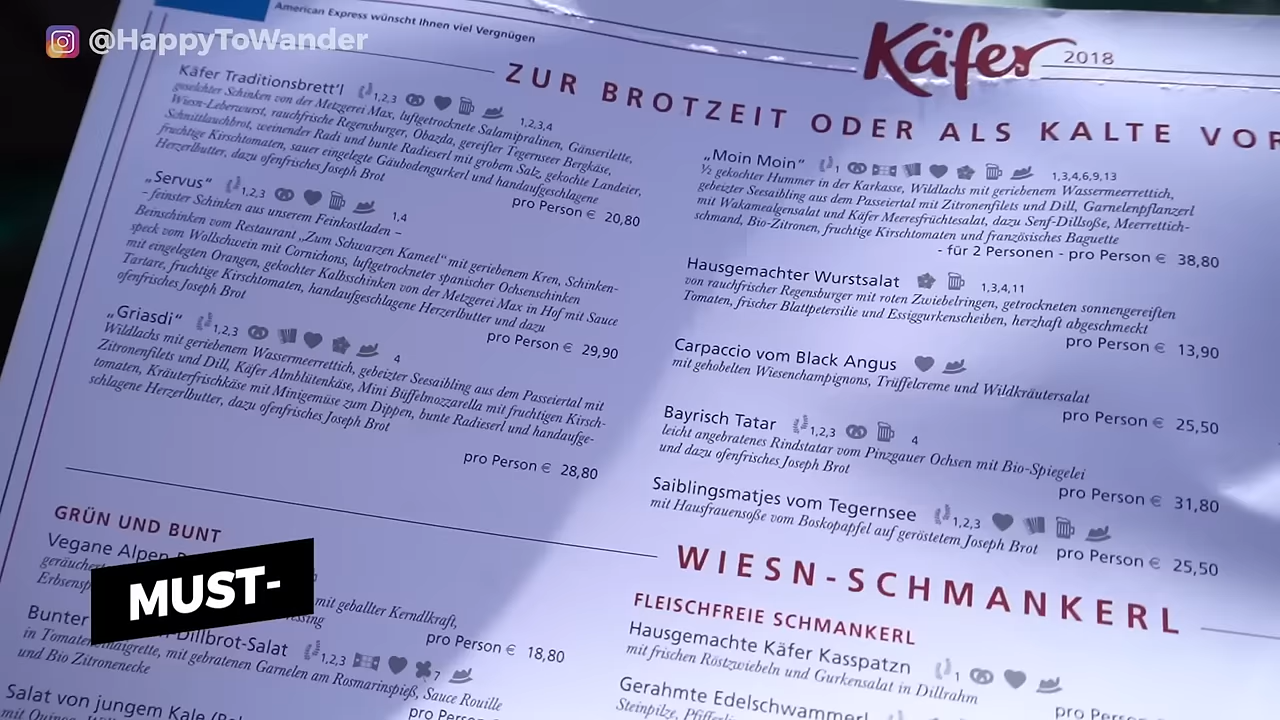 @HappyToWander
American Express wünscht Ihnen viel Vergnügen
Käfer 2018
ZUR BROTZEIT ODER ALS KALTE VOR
Käfer Traditionsbrett'l 1,2,3 1,2,3,4
geselchter Schinken von der Metzgerei Max, luftgetrocknete Salamipralinen, Gänserilette,
Wiesn-Leberwurst, rauchfrische Regensburger, Obazda, gereifter Tegernseer Bergkäse,
Schnittlauchbrot, weinender Radi und bunte Radieserl mit grobem Salz, gekochte Landeier,
fruchtige Kirschtomaten, sauer eingelegte Gäubodengurkerl und handaufgeschlagene
Herzerlbutter, dazu ofenfrisches Joseph Brot
pro Person € 20,80
„Servus“ 1,2,3 1,4
– feinster Schinken aus unserem Feinkostladen –
Beinschinken vom Restaurant „Zum Schwarzen Kameel“ mit geriebenem Kren, Schinken-
speck vom Wollschwein mit Cornichons, luftgetrockneter spanischer Ochsenschinken
mit eingelegten Orangen, gekochter Kalbsschinken von der Metzgerei Max in Hof mit Sauce
Tartare, fruchtige Kirschtomaten, handaufgeschlagene Herzerlbutter und dazu
ofenfrisches Joseph Brot
pro Person € 29,90
„Griasdi“ 1,2,3 4
Wildlachs mit geriebenem Wassermeerrettich, gebeizter Seesaibling aus dem Passeiertal mit
Zitronenfilets und Dill, Käfer Almblütenkäse, Mini Büffelmozzarella mit fruchtigen Kirsch-
tomaten, Kräuterfrischkäse mit Minigemüse zum Dippen, bunte Radieserl und handaufge-
schlagene Herzerlbutter, dazu ofenfrisches Joseph Brot
pro Person € 28,80
„Moin Moin“ 1 1,3,4,6,9,13
½ gekochter Hummer in der Karkasse, Wildlachs mit geriebenem Wassermeerrettich,
gebeizter Seesaibling aus dem Passeiertal mit Zitronenfilets und Dill, Garnelenpflanzerl
mit Wakamealgensalat und Käfer Meeresfrüchtesalat, dazu Senf-Dillsoße, Meerrettich-
schmand, Bio-Zitronen, fruchtige Kirschtomaten und französisches Baguette
- für 2 Personen - pro Person € 38,80
Hausgemachter Wurstsalat 1,3,4,11
von rauchfrischer Regensburger mit roten Zwiebelringen, getrockneten sonnengereiften
Tomaten, frischer Blattpetersilie und Essiggurkenscheiben, herzhaft abgeschmeckt
pro Person € 13,90
Carpaccio vom Black Angus
mit gehobelten Wiesenchampignons, Trüffelcreme und Wildkräutersalat
pro Person € 25,50
Bayrisch Tatar 1,2,3 4
leicht angebratenes Rindstatar vom Pinzgauer Ochsen mit Bio-Spiegelei
und dazu ofenfrisches Joseph Brot
pro Person € 31,80
Saiblingsmatjes vom Tegernsee 1,2,3
mit Hausfrauensoße vom Boskopapfel auf geröstetem Joseph Brot
pro Person € 25,50
GRÜN UND BUNT
Vegane Alpen
mit geballter Kerndlkraft,
pro Person € 18,80
Bunter Dillbrot-Salat 1,2,3 7
mit gebratenen Garnelen am Rosmarinspieß, Sauce Rouille
und Bio Zitronenecke
Salat von jungem Kale
MUST-
WIESN-SCHMANKERL
FLEISCHFREIE SCHMANKERL
Hausgemachte Käfer Kasspatzn 1
mit frischen Röstzwiebeln und Gurkensalat in Dillrahm
Gerahmte Edelschwammerl
Steinpilze,